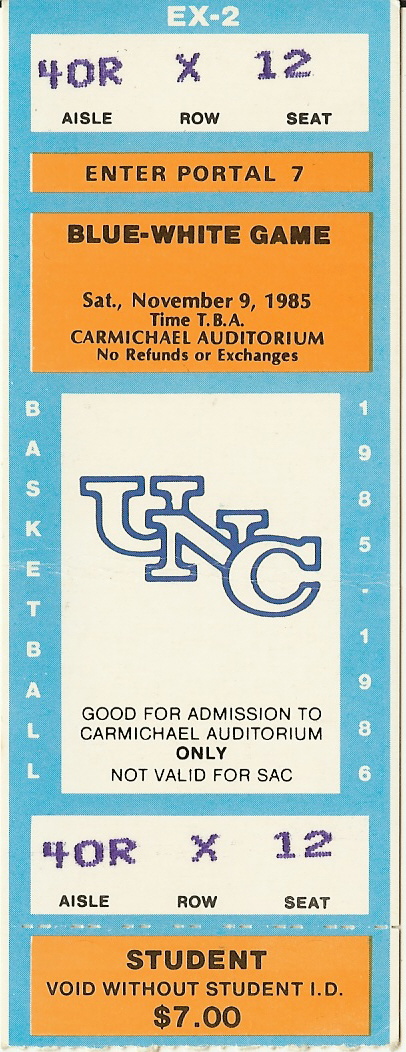 EX-2
40R X 12
AISLE ROW SEAT
ENTER PORTAL 7
BLUE-WHITE GAME
Sat., November 9, 1985
Time T.B.A.
CARMICHAEL AUDITORIUM
No Refunds or Exchanges
BASKETBALL
1985-1986
UNC
GOOD FOR ADMISSION TO
CARMICHAEL AUDITORIUM
ONLY
NOT VALID FOR SAC
40R X 12
AISLE ROW SEAT
STUDENT
VOID WITHOUT STUDENT I.D.
$7.00